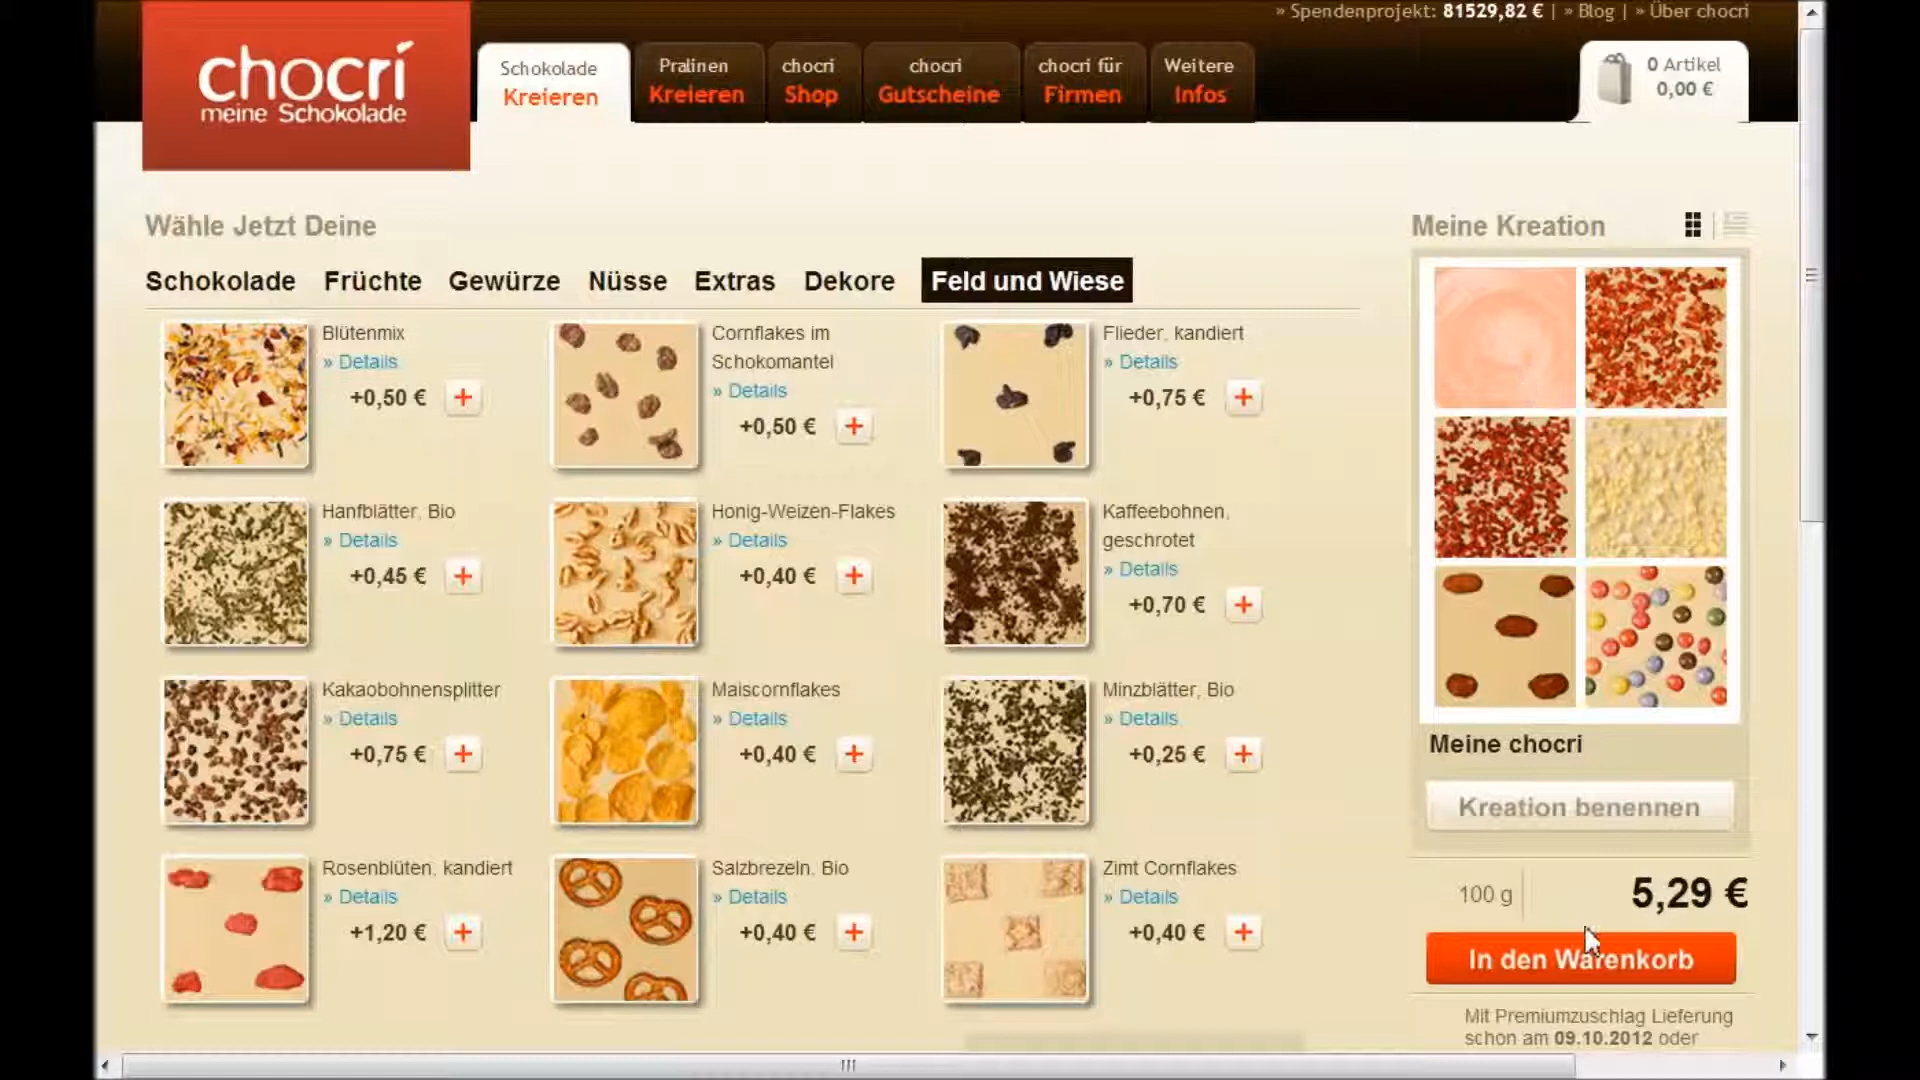 » Spendenprojekt: 81529,82 € | » Blog | » Über chocri
chocri
meine Schokolade
Schokolade
Kreieren
Pralinen
Kreieren
chocri
Shop
chocri
Gutscheine
chocri für
Firmen
Weitere
Infos
0 Artikel
0,00 €
Wähle Jetzt Deine
Meine Kreation
Schokolade Früchte Gewürze Nüsse Extras Dekore Feld und Wiese
Blütenmix
» Details
+0,50 € +
Cornflakes im
Schokomantel
» Details
+0,50 € +
Flieder, kandiert
» Details
+0,75 € +
Hanfblätter, Bio
» Details
+0,45 € +
Honig-Weizen-Flakes
» Details
+0,40 € +
Kaffeebohnen,
geschrotet
» Details
+0,70 € +
Kakaobohnensplitter
» Details
+0,75 € +
Maiscornflakes
» Details
+0,40 € +
Minzblätter, Bio
» Details
+0,25 € +
Rosenblüten, kandiert
» Details
+1,20 € +
Salzbrezeln, Bio
» Details
+0,40 € +
Zimt Cornflakes
» Details
+0,40 € +
Meine chocri
Kreation benennen
100 g 5,29 €
In den Warenkorb
Mit Premiumzuschlag Lieferung
schon am 09.10.2012 oder